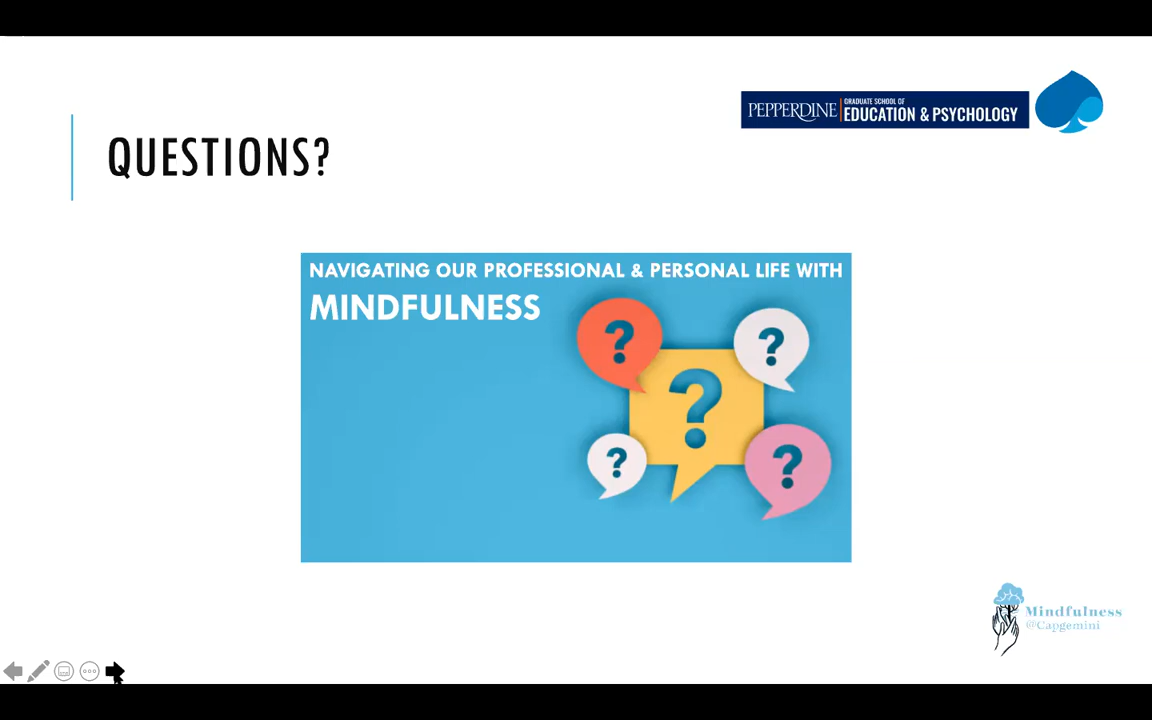 PEPPERDINE
GRADUATE SCHOOL OF
EDUCATION & PSYCHOLOGY
QUESTIONS?
NAVIGATING OUR PROFESSIONAL & PERSONAL LIFE WITH
MINDFULNESS
?
?
?
?
?
Mindfulness
@Capgemini